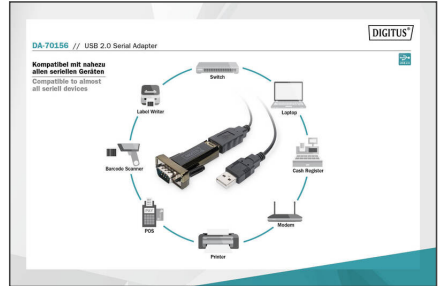 DIGITUS®
DA-70156 // USB 2.0 Serial Adapter
Kompatibel mit nahezu
allen seriellen Geräten
Compatible to almost
all seriell devices
Switch
Label Writer
Laptop
Barcode Scanner
Cash Register
POS
Modem
Printer